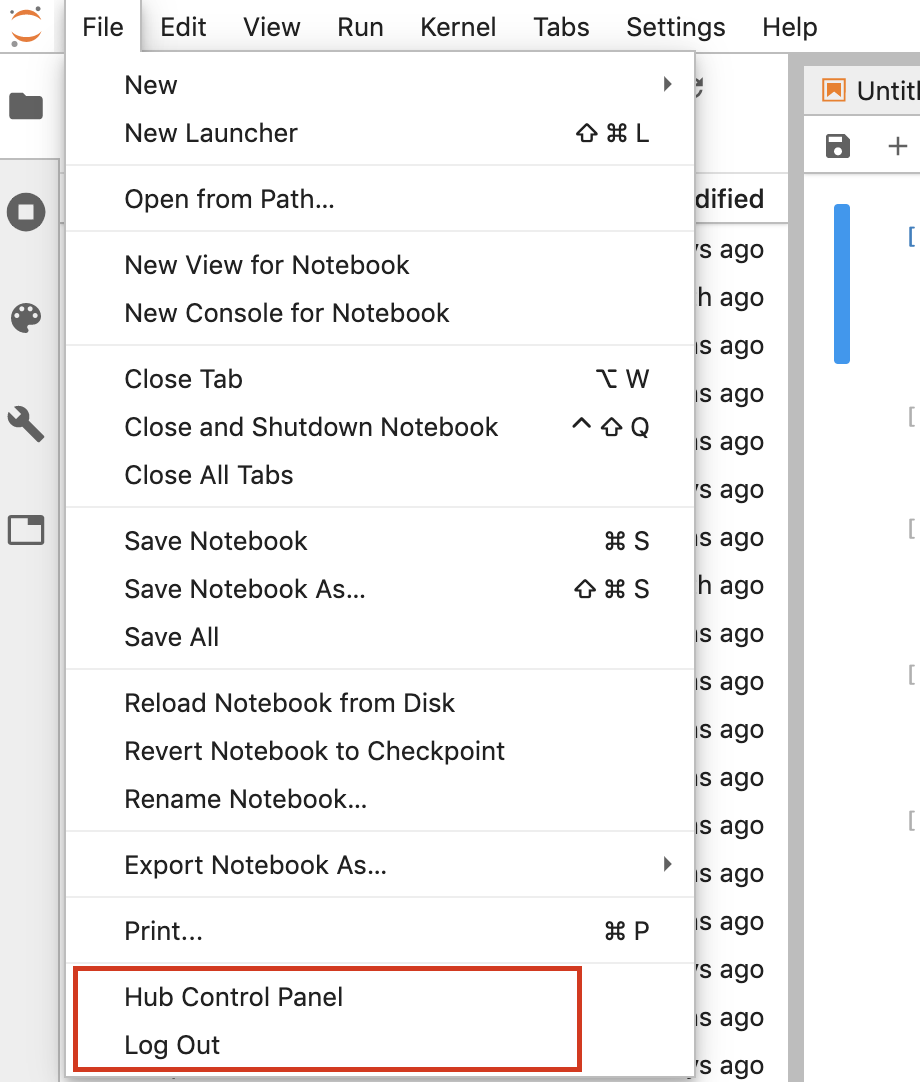 File Edit View Run Kernel Tabs Settings Help
New
New Launcher ⇧ ⌘ L
Open from Path…
New View for Notebook
New Console for Notebook
Close Tab ⌥ W
Close and Shutdown Notebook ^ ⇧ Q
Close All Tabs
Save Notebook ⌘ S
Save Notebook As… ⇧ ⌘ S
Save All
Reload Notebook from Disk
Revert Notebook to Checkpoint
Rename Notebook…
Export Notebook As…
Print… ⌘ P
Hub Control Panel
Log Out
dified
ago
h ago
ago
ago
ago
ago
ago
h ago
ago
ago
ago
ago
ago
ago
ago
ago
ago
ago
Untitl
[
[
[
[
[